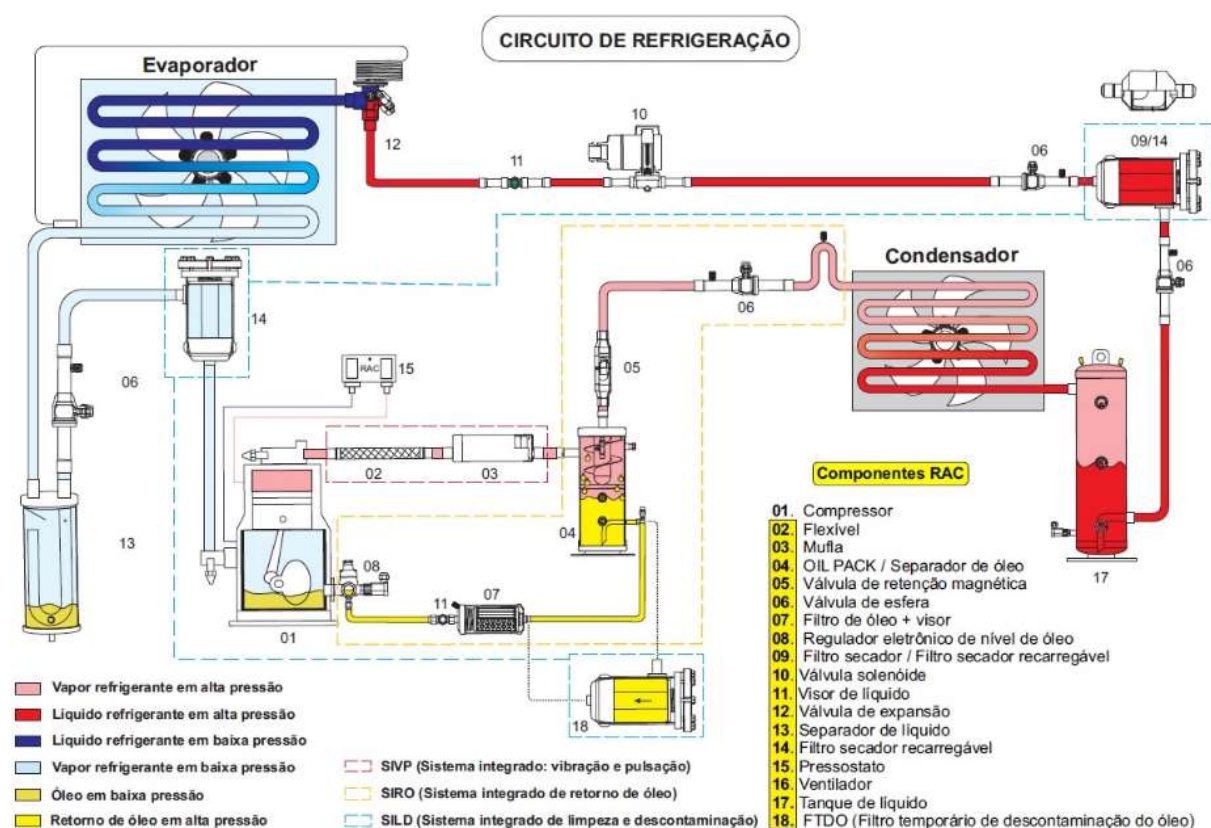 CIRCUITO DE REFRIGERAÇÃO
Evaporador
12
11
10
06
09/14
06
Condensador
06
14
06
RAC
15
05
02
03
04
13
08
07
11
01
17
18
Componentes RAC
01. Compressor
02. Flexível
03. Mufla
04. OIL PACK / Separador de óleo
05. Válvula de retenção magnética
06. Válvula de esfera
07. Filtro de óleo + visor
08. Regulador eletrônico de nível de óleo
09. Filtro secador / Filtro secador recarregável
10. Válvula solenóide
11. Visor de líquido
12. Válvula de expansão
13. Separador de líquido
14. Filtro secador recarregável
15. Pressostato
16. Ventilador
17. Tanque de líquido
18. FTDO (Filtro temporário de descontaminação do óleo)
Vapor refrigerante em alta pressão
Líquido refrigerante em alta pressão
Líquido refrigerante em baixa pressão
Vapor refrigerante em baixa pressão
Óleo em baixa pressão
Retorno de óleo em alta pressão
SIVP (Sistema integrado: vibração e pulsação)
SIRO (Sistema integrado de retorno de óleo)
SILD (Sistema integrado de limpeza e descontaminação)